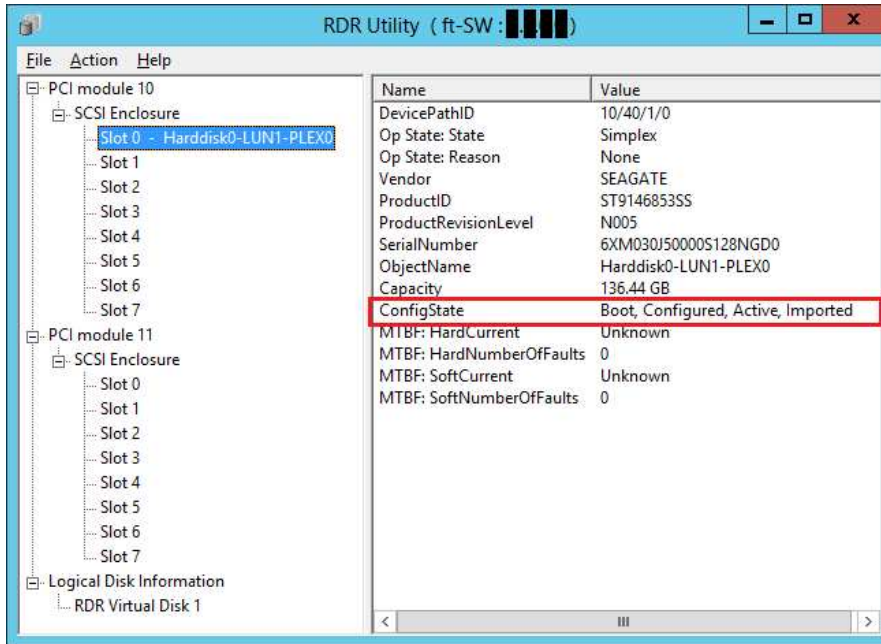 RDR Utility ( ft-SW : )
File Action Help
PCI module 10
SCSI Enclosure
Slot 0 - Harddisk0-LUN1-PLEX0
Slot 1
Slot 2
Slot 3
Slot 4
Slot 5
Slot 6
Slot 7
PCI module 11
SCSI Enclosure
Slot 0
Slot 1
Slot 2
Slot 3
Slot 4
Slot 5
Slot 6
Slot 7
Logical Disk Information
RDR Virtual Disk 1
Name Value
DevicePathID 10/40/1/0
Op State: State Simplex
Op State: Reason None
Vendor SEAGATE
ProductID ST9146853SS
ProductRevisionLevel N005
SerialNumber 6XM030J50000S128NGD0
ObjectName Harddisk0-LUN1-PLEX0
Capacity 136.44 GB
ConfigState Boot, Configured, Active, Imported
MTBF: HardCurrent Unknown
MTBF: HardNumberOfFaults 0
MTBF: SoftCurrent Unknown
MTBF: SoftNumberOfFaults 0